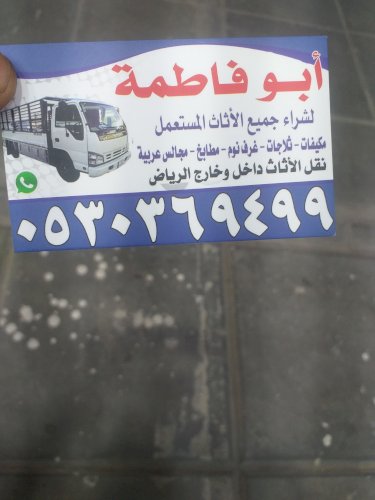 أبو فاطمة
لشراء جميع الأثاث المستعمل
مكيفات - ثلاجات - غرف نوم - مطابخ - مجالس عربية
نقل الأثاث داخل وخارج الرياض
٠٥٣٠٣٦٩٤٩٩